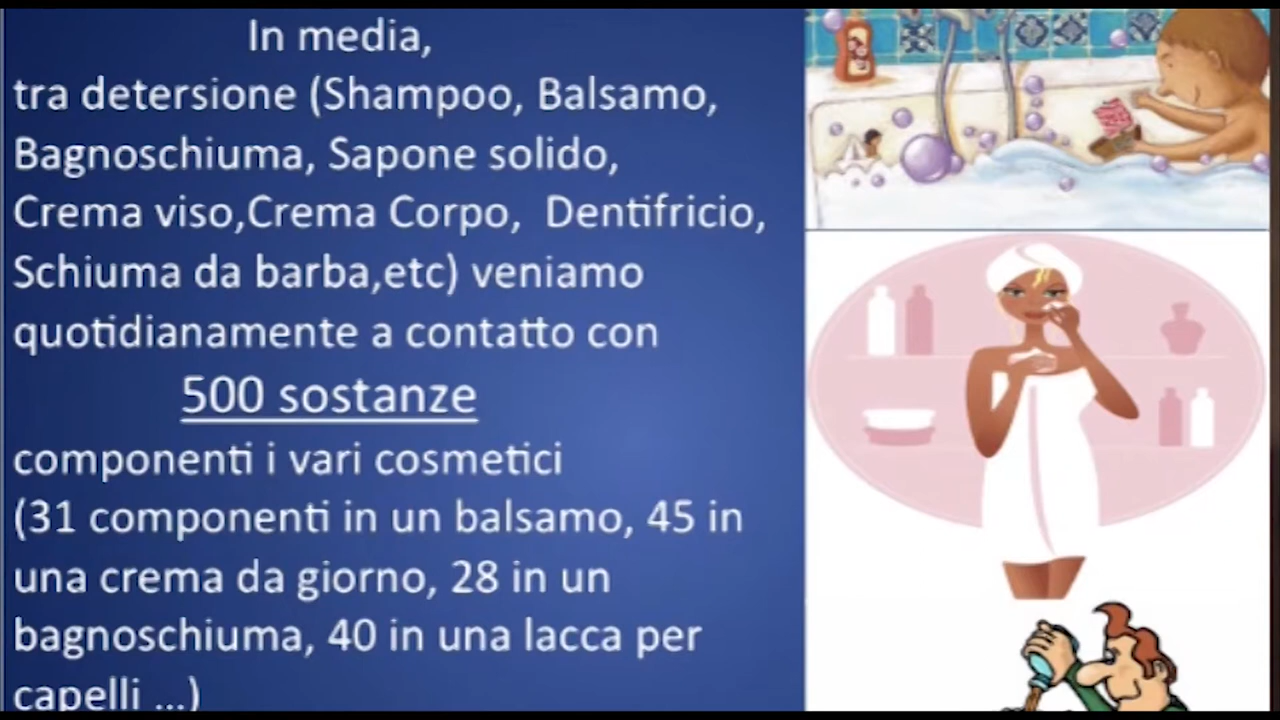 In media,
tra detersione (Shampoo, Balsamo,
Bagnoschiuma, Sapone solido,
Crema viso,Crema Corpo,  Dentifricio,
Schiuma da barba,etc) veniamo
quotidianamente a contatto con
500 sostanze
componenti i vari cosmetici
(31 componenti in un balsamo, 45 in
una crema da giorno, 28 in un
bagnoschiuma, 40 in una lacca per
capelli ...)